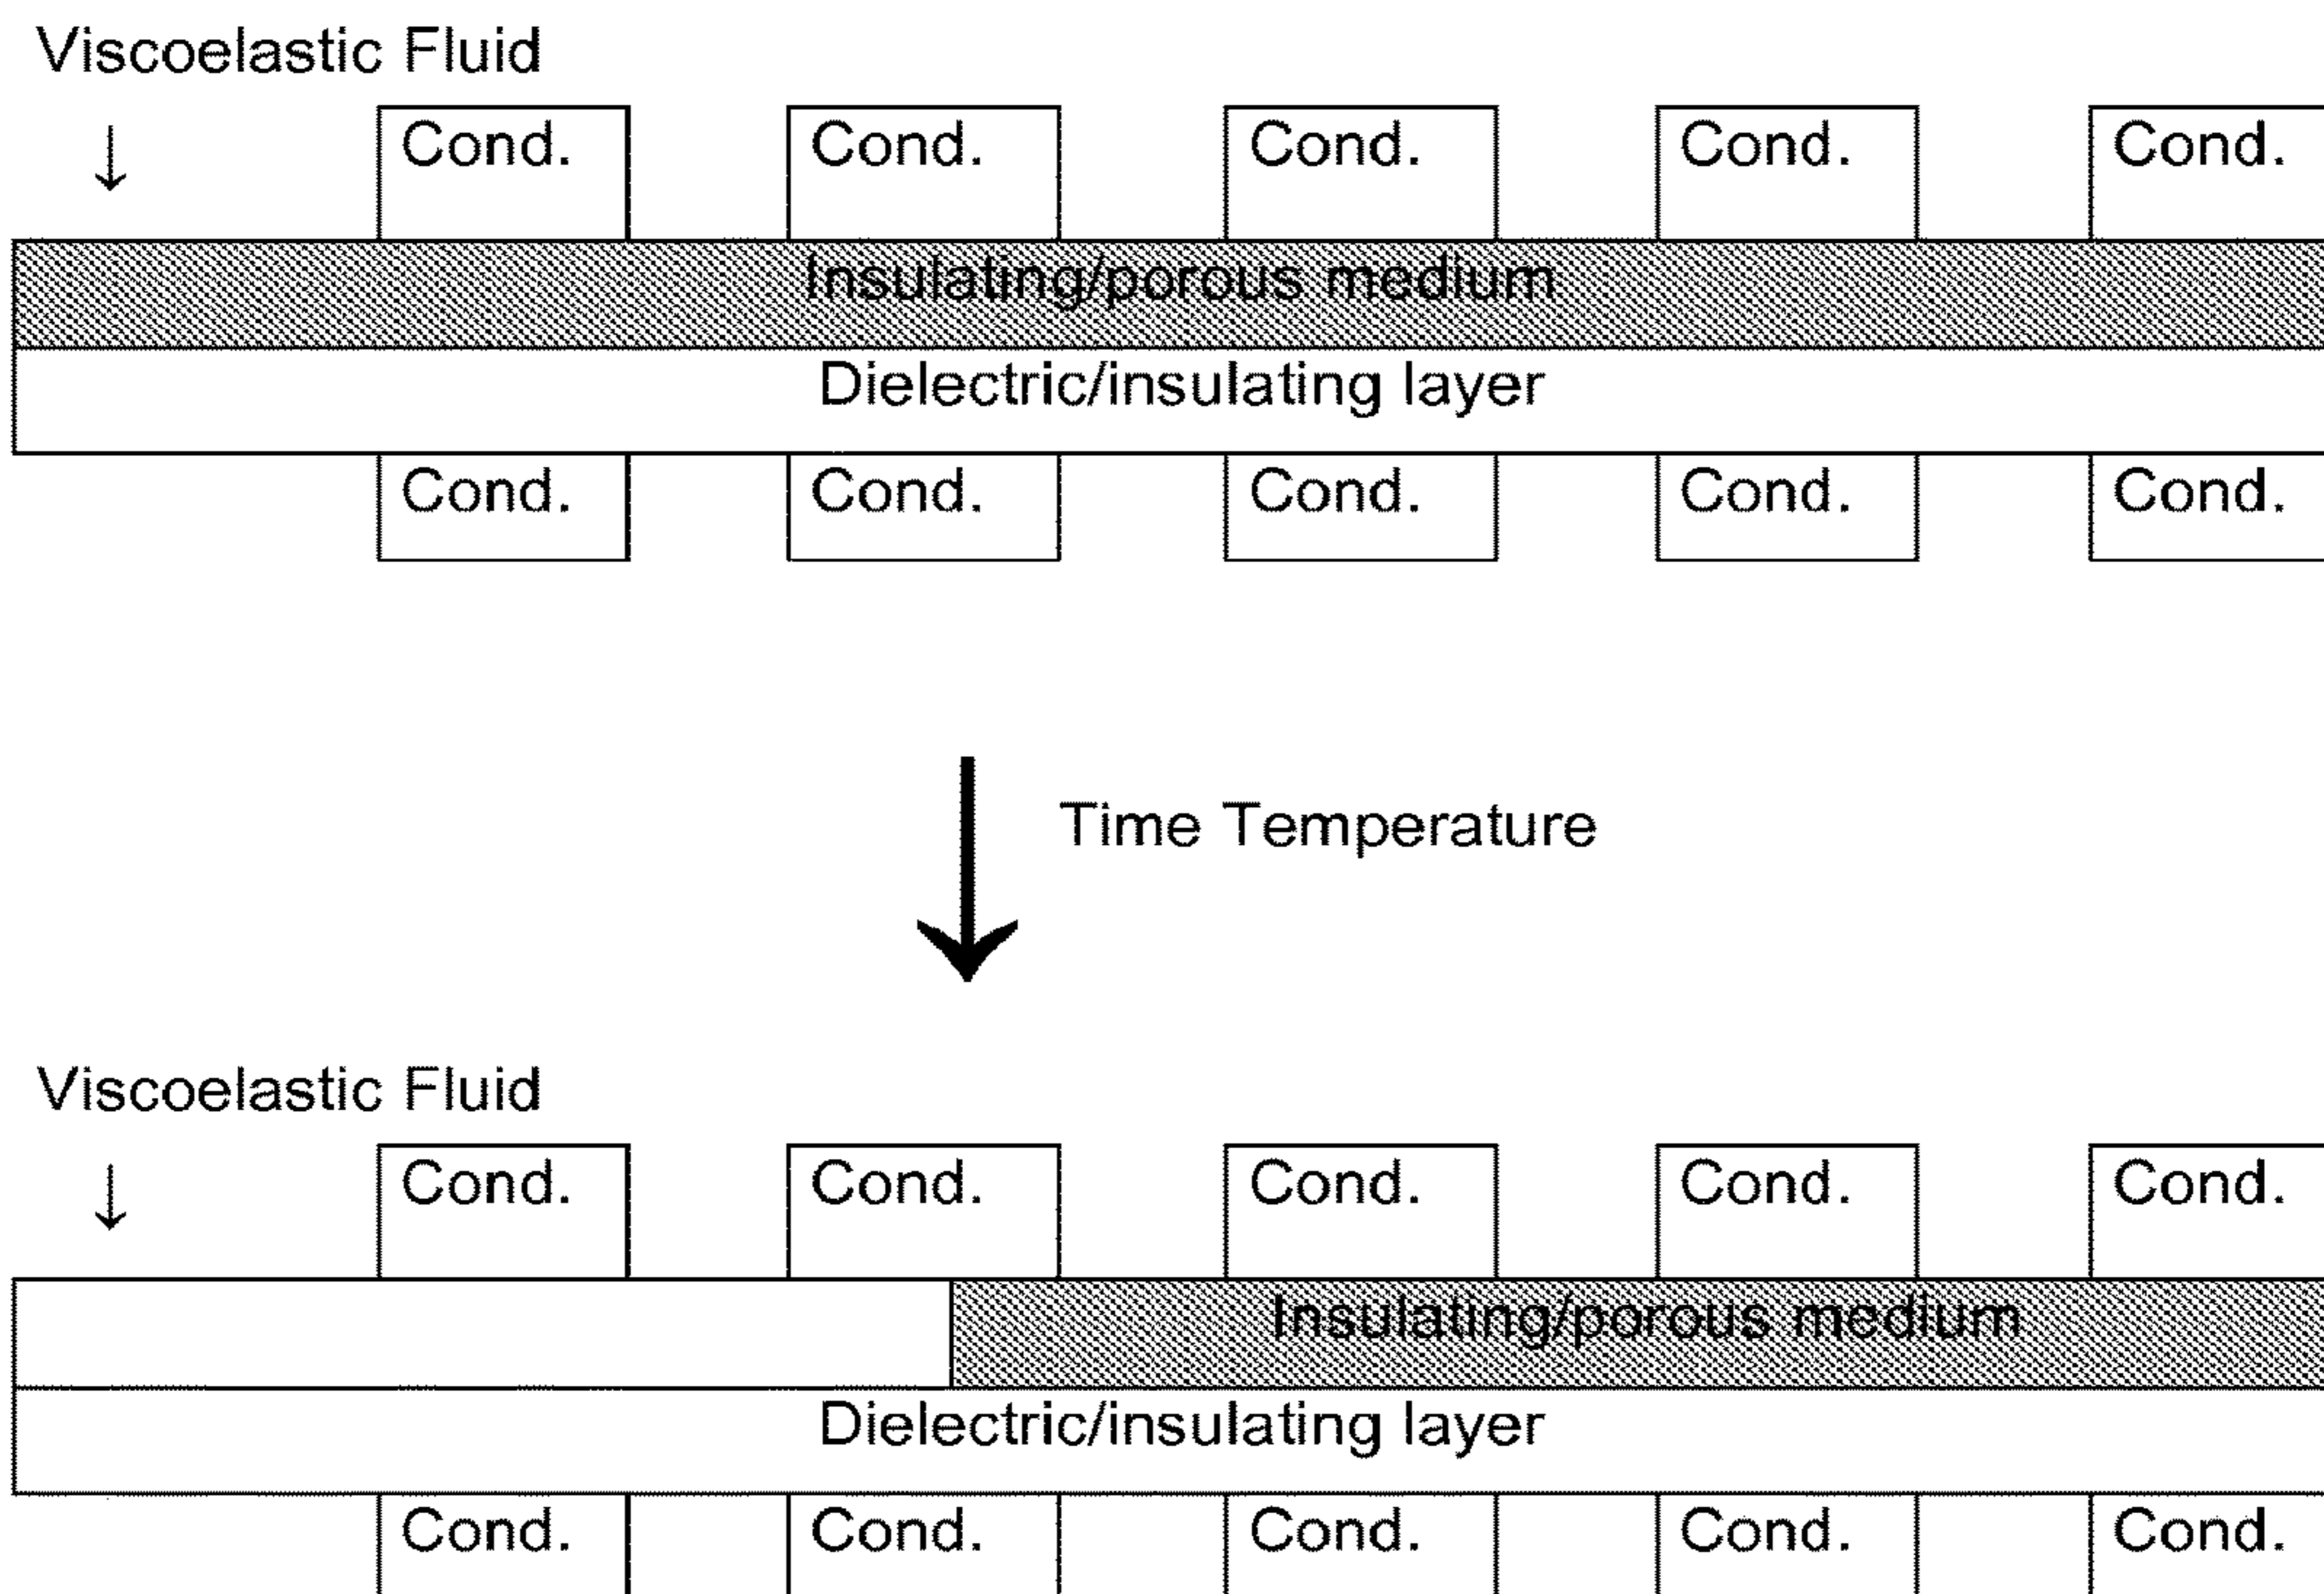 Viscoelastic Fluid
↓
Cond. Cond. Cond. Cond. Cond.
Insulating/porous medium
Dielectric/insulating layer
Cond. Cond. Cond. Cond. Cond.
Time Temperature
Viscoelastic Fluid
↓
Cond. Cond. Cond. Cond. Cond.
Insulating/porous medium
Dielectric/insulating layer
Cond. Cond. Cond. Cond. Cond.